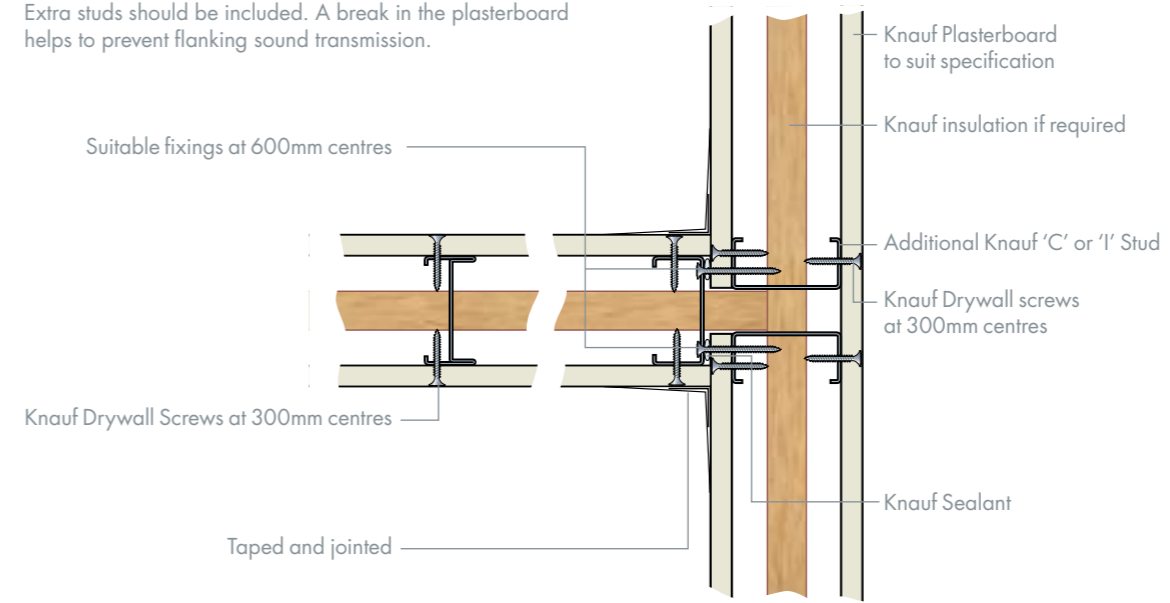 Extra studs should be included. A break in the plasterboard
helps to prevent flanking sound transmission.
Knauf Plasterboard
to suit specification
Knauf insulation if required
Suitable fixings at 600mm centres
Additional Knauf ‘C’ or ‘I’ Stud
Knauf Drywall screws
at 300mm centres
Knauf Drywall Screws at 300mm centres
Knauf Sealant
Taped and jointed